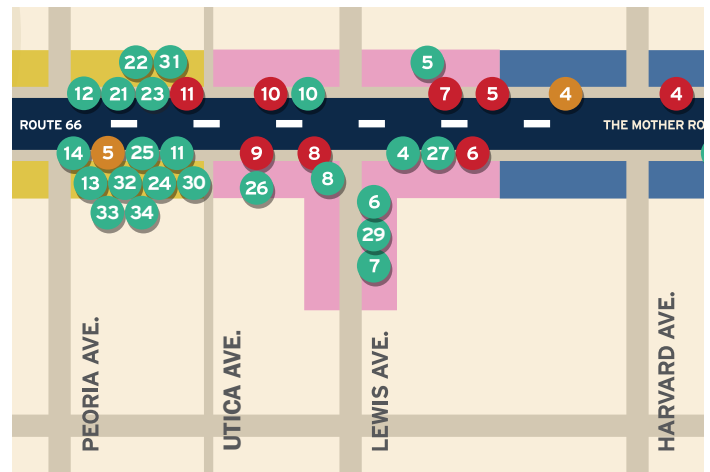 5
22 31
12 21 23 11 10 10 7 5 4 4
ROUTE 66
THE MOTHER RO
14 5 25 11 9 8 4 27 6
13 32 24 30 26 8
33 34 6
29
7
PEORIA AVE.
UTICA AVE.
LEWIS AVE.
HARVARD AVE.